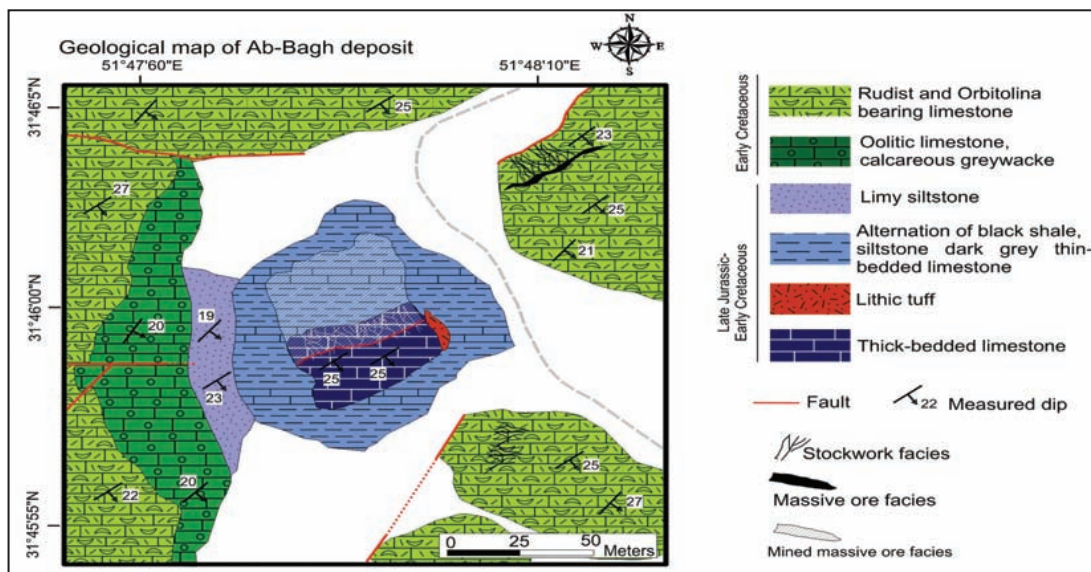 Geological map of Ab-Bagh deposit
N
W E
S
51°47'60"E
51°48'10"E
31°46'5"N
31°46'00"N
31°45'55"N
25
23
27
25
21
19
20
25
25
23
20
22
25
27
0 25 50
Meters
Early Cretaceous
Rudist and Orbitolina
bearing limestone
Oolitic limestone,
calcareous greywacke
Late Jurassic-
Early Cretaceous
Limy siltstone
Alternation of black shale,
siltstone dark grey thin-
bedded limestone
Lithic tuff
Thick-bedded limestone
Fault
22 Measured dip
Stockwork facies
Massive ore facies
Mined massive ore facies